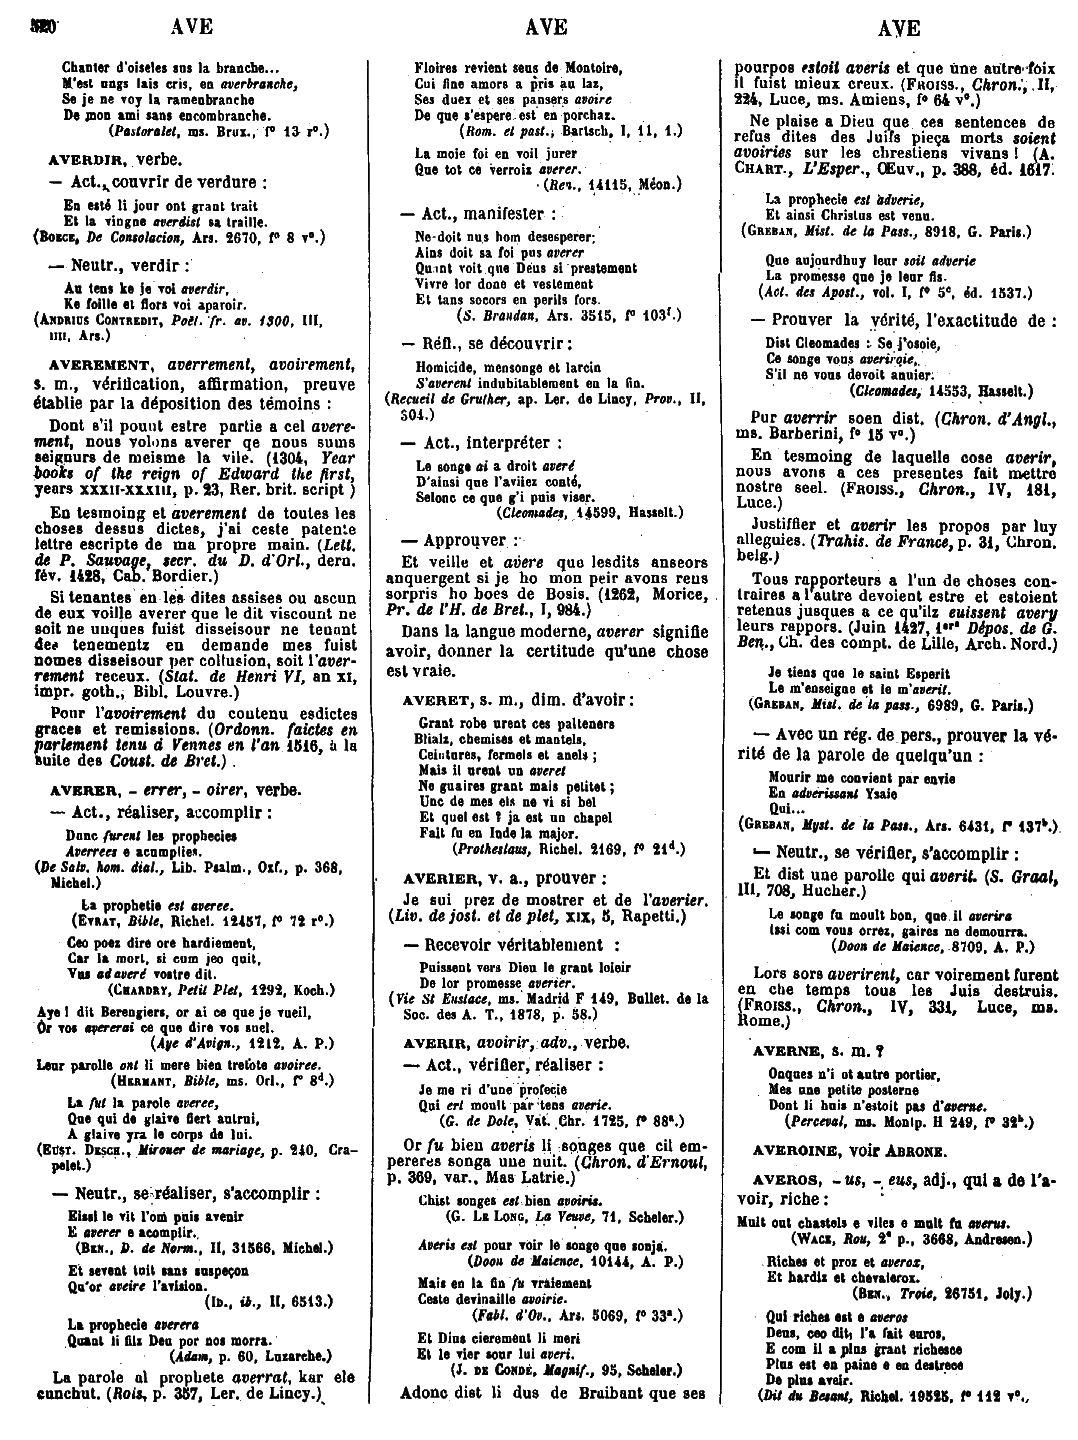 520 AVE AVE AVE
Chanter d'oiseles sus la branche...
M'est ungs lais cris, en averbranche,
Se je ne voy la ramenbranche
De mon ami sans encombranche.
(Pastoralet, ms. Brux., f° 13 r°.)
AVERDIR, verbe.
— Act., couvrir de verdure :
En esté li jour ont grant trait
Et la vingne averdist sa traille.
(BOECE, De Consolacion, Ars. 2670, f° 8 v°.)
— Neutr., verdir :
Au tens ke je voi averdir,
Ke foille et flors voi aparoir.
(ANDRIUS CONTREDIT, Poët. fr. av. 1300, III,
IIII, Ars.)
AVEREMENT, averrement, avoirement,
s. m., vérification, affirmation, preuve
établie par la déposition des témoins :
Dont s'il pount estre partie a cel avere-
ment, nous volons averer qe nous sums
seignurs de meisme la vile. (1304, Year
books of the reign of Edward the first,
years XXXII-XXXIII, p. 23, Rer. brit. script )
En tesmoing et averement de toutes les
choses dessus dictes, j'ai ceste patente
lettre escripte de ma propre main. (Lett.
de P. Sauvage, secr. du D. d'Orl., dern.
fév. 1428, Cab. Bordier.)
Si tenantes en les dites assises ou ascun
de eux voille averer que le dit viscount ne
soit ne unques fuist disseisour ne tenant
des tenementz en demande mes fuist
nomes disseisour per collusion, soit l'aver-
rement receux. (Stat. de Henri VI, an XI,
impr. goth., Bibl. Louvre.)
Pour l'avoirement du contenu esdictes
graces et remissions. (Ordonn. faictes en
parlement tenu á Vennes en l'an 1516, à la
suite des Coust. de Bret.)
AVERER, - errer, - oirer, verbe.
— Act., réaliser, accomplir :
Dunc furent les prophecies
Averrees e acumplies.
(De Salv. hom. dial., Lib. Psalm., Oxf., p. 368,
Michel.)
La prophetie est averee.
(EVRAT, Bible, Richel. 12457, f° 72 r°.)
Ceo poez dire ore hardiement,
Car la mort, si cum jeo quit,
Vus ad averé vostre dit.
(CHARDRY, Petit Plet, 1292, Koch.)
Aye ! dit Berengiers, or ai ce que je vueil,
Or vos avererai ce que dire vos suel.
(Aye d'Avign., 1212, A. P.)
Leur parolle ont li mere bien tretote avoiree.
(HERMANT, Bible, ms. Orl., f° 8d.)
La fut la parole averee,
Que qui de glaive fiert autrui,
A glaive yra le corps de lui.
(EUST. DESCH., Mirouer de mariage, p. 240, Cra-
pelet.)
— Neutr., se réaliser, s'accomplir :
Eissi le vit l'om puis avenir
E averer e acomplir.
(BEN., D. de Norm., II, 31566, Michel.)
Et sevent tuit sans suspeçon
Qu'or aveire l'avision.
(ID., ib., II, 6513.)
La prophecie averera
Quant li filz Deu por nos morra.
(Adam, p. 60, Luzarche.)
La parole al prophete averrat, kar ele
cunchut. (Rois, p. 357, Ler. de Lincy.)
Floires revient seus de Montoire,
Cui fine amors a pris au laz,
Ses duex et ses pansers avoire
De que s'espere est en porchaz.
(Rom. et past., Bartsch, I, 11, 1.)
La moie foi en voil jurer
Que tot ce verrois averer.
(Ren., 14115, Méon.)
— Act., manifester :
Ne doit nus hom desesperer;
Ains doit sa foi pus averer
Quant voit que Deus si prestement
Vivre lor done et vestement
Et tans socors en perils fors.
(S. Brandan, Ars. 3515, f° 103f.)
— Réfl., se découvrir :
Homicide, mensonge et larcin
S'averent indubitablement en la fin.
(Recueil de Gruther, ap. Ler. de Lincy, Prov., II,
304.)
— Act., interpréter :
Le songe ai a droit averé
D'ainsi que l'aviiez conté,
Selonc ce que g'i puis viser.
(Cleomades, 14599, Hasselt.)
— Approuver :
Et veille et avere que lesdits anseors
anquergent si je ho mon peir avons reus
sorpris ho boes de Bosis. (1262, Morice,
Pr. de l'H. de Bret., I, 984.)
Dans la langue moderne, averer signifie
avoir, donner la certitude qu'une chose
est vraie.
AVERET, s. m., dim. d'avoir :
Grant robe urent ces palteners
Blialz, chemises et mantels,
Ceintures, fermels et anels ;
Mais il urent un averet
Ne guaires grant mais petitet ;
Unc de mes els ne vi si bel
Et quel est ? ja est un chapel
Fait fu en Inde la major.
(Protheslaus, Richel. 2169, f° 21d.)
AVERIER, v. a., prouver :
Je sui prez de mostrer et de l'averier.
(Liv. de jost. et de plet, XIX, 5, Rapetti.)
— Recevoir véritablement :
Puissent vers Dieu le grant loieir
De lor promesse averier.
(Vie St Eustace, ms. Madrid F 149, Bullet. de la
Soc. des A. T., 1878, p. 58.)
AVERIR, avoirir, adv., verbe.
— Act., vérifier, réaliser :
Je me ri d'une profecie
Qui ert moult par tens averie.
(G. de Dole, Vat. Chr. 1725, f° 88a.)
Or fu bien averis li songes que cil em-
pereres songa une nuit. (Chron. d'Ernoul,
p. 369, var., Mas Latrie.)
Chist songes est bien avoiris.
(G. LE LONG, La Veuve, 71, Scheler.)
Averis est pour voir le songe que sonja.
(Doon de Maience, 10144, A. P.)
Mais en la fin fu vraiement
Ceste devinaille avoirie.
(Fabl. d'Ov., Ars. 5069, f° 33a.)
Et Dius cierement li meri
Et le vier sour lui averi.
(J. DE CONDÉ, Magnif., 95, Scheler.)
Adonc dist li dus de Braibant que ses
pourpos estoit averis et que une autre foix
il fuist mieux creux. (FROISS., Chron., II,
224, Luce, ms. Amiens, f° 64 v°.)
Ne plaise a Dieu que ces sentences de
refus dites des Juifs pieça morts soient
avoiries sur les chrestiens vivans ! (A.
CHART., L'Esper., Œuv., p. 388, éd. 1617.
La prophecie est adverie,
Et ainsi Christus est venu.
(GREBAN, Mist. de la Pass., 8918, G. Paris.)
Que aujourdhuy leur soit adverie
La promesse que je leur fis.
(Act. des Apost., vol. I, f° 5c, éd. 1537.)
— Prouver la vérité, l'exactitude de :
Dist Cleomades : Se j'osoie,
Ce songe vous averiroie,
S'il ne vous devoit anuier.
(Cleomades, 14553, Hasselt.)
Pur averrir soen dist. (Chron. d'Angl.,
ms. Barberini, f° 15 v°.)
En tesmoing de laquelle cose averir,
nous avons a ces presentes fait mettre
nostre seel. (FROISS., Chron., IV, 181,
Luce.)
Justiffier et averir les propos par luy
alleguies. (Trahis. de France, p. 31, Chron.
belg.)
Tous rapporteurs a l'un de choses con-
traires a l'autre devoient estre et estoient
retenus jusques a ce qu'ilz euissent avery
leurs rappors. (Juin 1427, 1ers Dépos. de G.
Ben., Ch. des compt. de Lille, Arch. Nord.)
Je tiens que le saint Esperit
Le m'enseigne et le m'averit.
(GREBAN, Mist. de la pass., 6989, G. Paris.)
— Avec un rég. de pers., prouver la vé-
rité de la parole de quelqu'un :
Mourir me convient par envie
En adverissant Ysaie
Qui...
(GREBAN, Myst. de la Pass., Ars. 6431, f° 137b.)
— Neutr., se vérifier, s'accomplir :
Et dist une parolle qui averit. (S. Graal,
III, 708, Hucher.)
Le songe fu moult bon, que il averira
Issi com vous orrez, gaires ne demourra.
(Doon de Maience, 8709, A. P.)
Lors sors averirent, car voirement furent
en che temps tous les Juis destruis.
(FROISS., Chron., IV, 331, Luce, ms.
Rome.)
AVERNE, s. m. ?
Onques n'i ot autre portier,
Mes une petite posterne
Dont li huis n'estoit pas d'averne.
(Perceval, ms. Monlp. H 249, f° 32b.)
AVEROINE, voir ABRONE.
AVEROS, - us, - eus, adj., qui a de l'a-
voir, riche :
Mult out chastels e viles e mult fu averus.
(WACE, Rou, 2e p., 3668, Andresen.)
Riches et proz et averox,
Et hardiz et chevalerox.
(BEN., Troie, 26751, Joly.)
Qui riches est e averos
Deus, ceo dit, l'a fait euros,
E com il a plus grant richesce
Plus est en paine e en destrece
De plus aveir.
(Dit du Besant, Richel. 19525, f° 112 v°.,